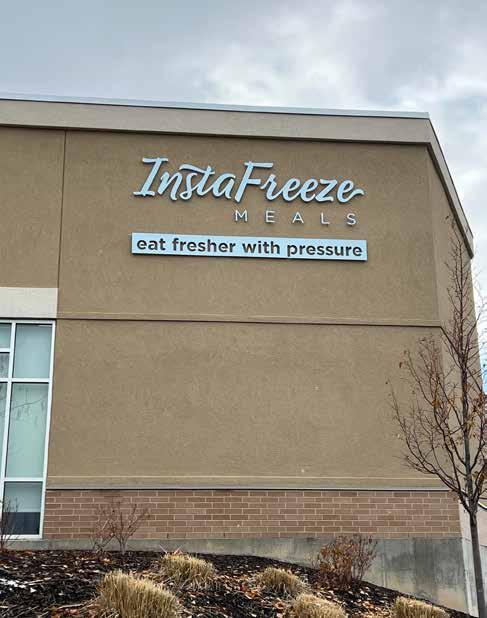 InstaFreeze
MEALS
eat fresher with pressure